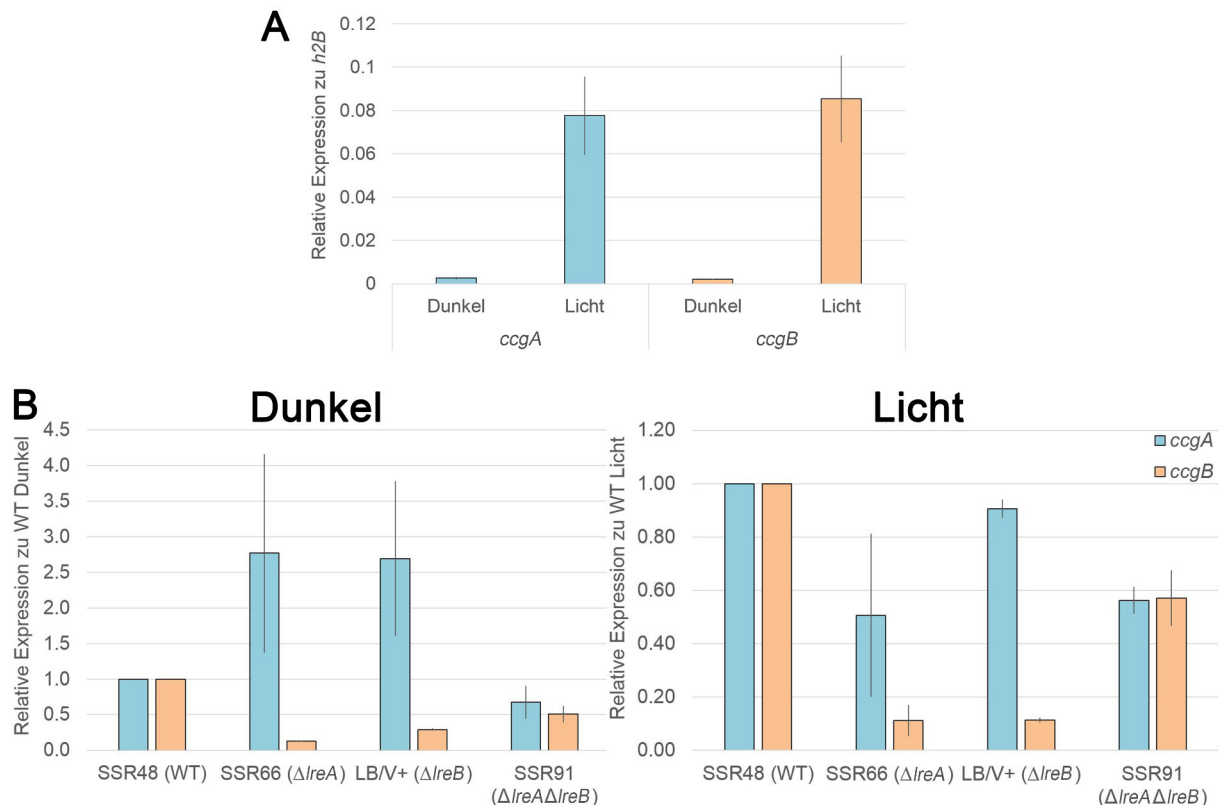 A
Relative Expression zu h2B
0.12
0.1
0.08
0.06
0.04
0.02
0
Dunkel Licht Dunkel Licht
ccgA ccgB
B
Dunkel
Relative Expression zu WT Dunkel
4.5
4.0
3.5
3.0
2.5
2.0
1.5
1.0
0.5
0.0
SSR48 (WT) SSR66 (ΔlreA) LB/V+ (ΔlreB) SSR91
(ΔlreAΔlreB)
Licht
Relative Expression zu WT Licht
1.20
1.00
0.80
0.60
0.40
0.20
0.00
ccgA
ccgB
SSR48 (WT) SSR66 (ΔlreA) LB/V+ (ΔlreB) SSR91
(ΔlreAΔlreB)